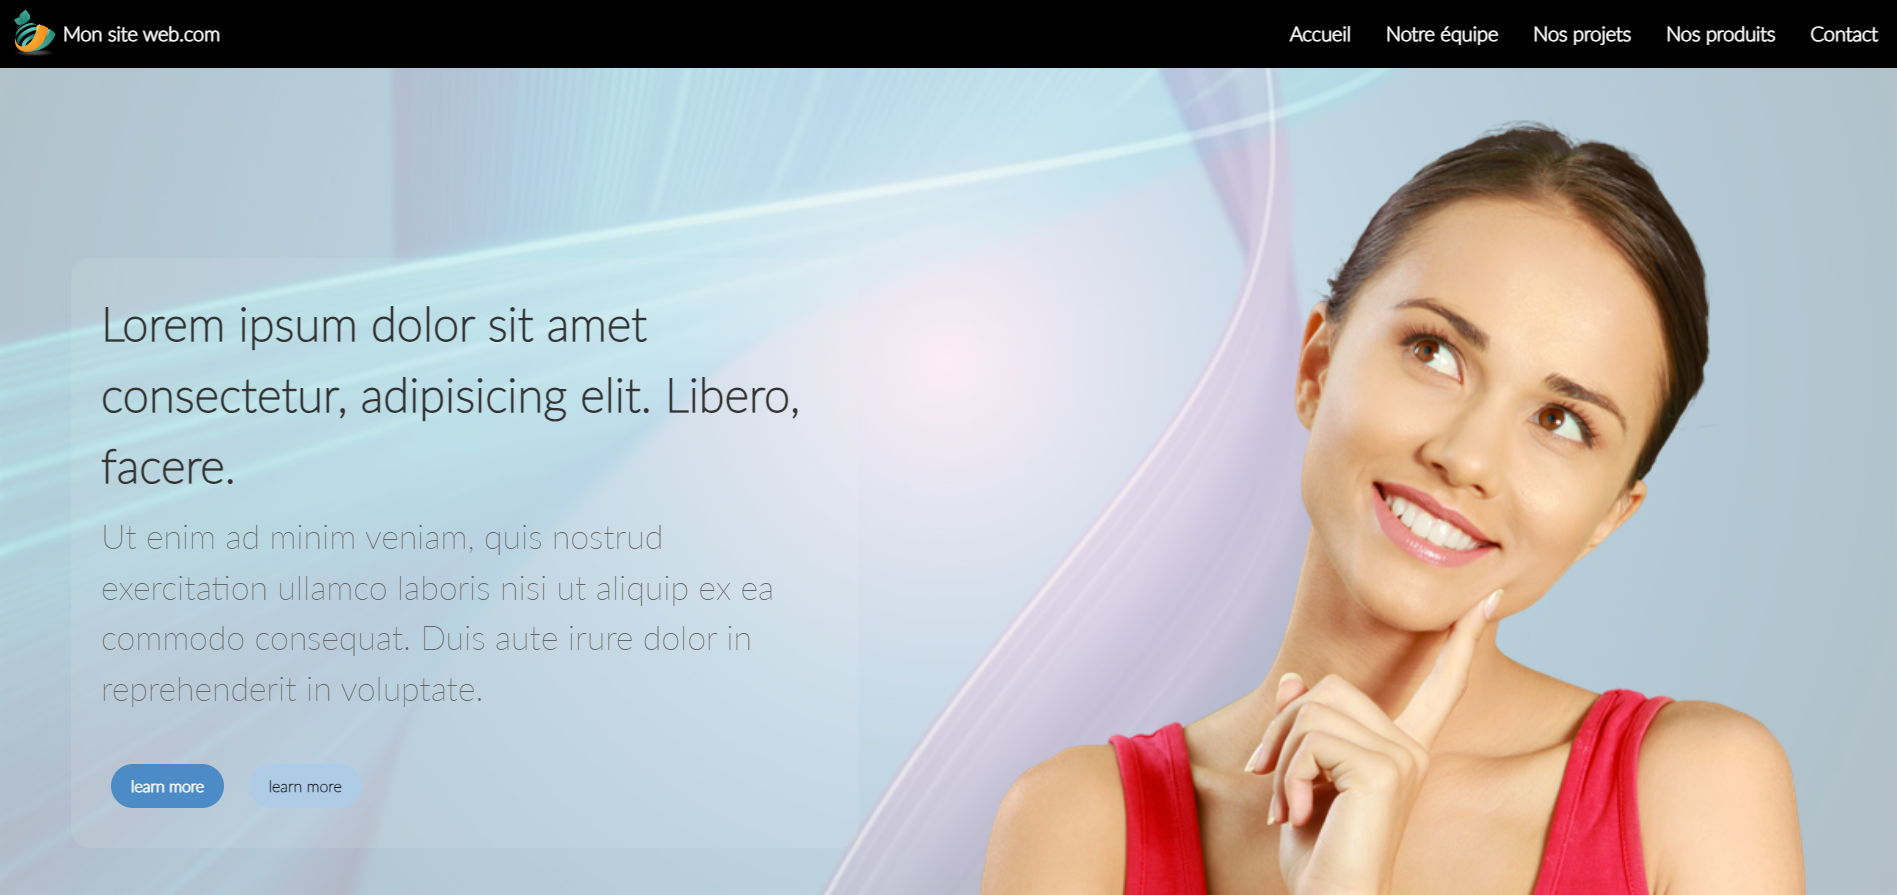 Mon site web.com
Accueil Notre équipe Nos projets Nos produits Contact
Lorem ipsum dolor sit amet
consectetur, adipisicing elit. Libero,
facere.
Ut enim ad minim veniam, quis nostrud
exercitation ullamco laboris nisi ut aliquip ex ea
commodo consequat. Duis aute irure dolor in
reprehenderit in voluptate.
learn more learn more